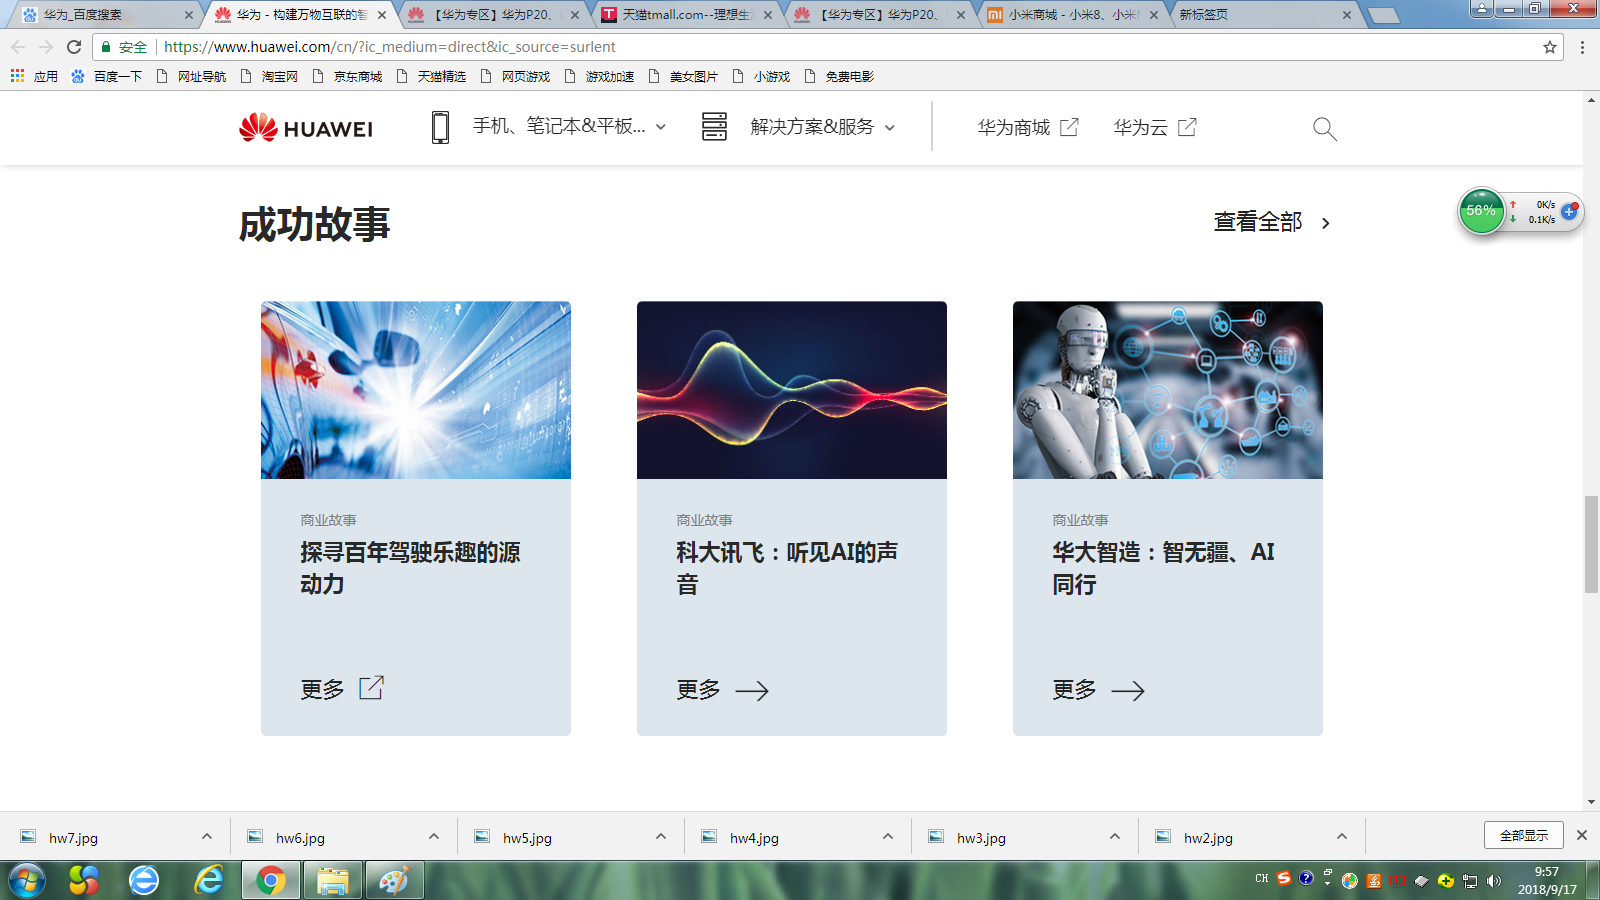 华为_百度搜索
华为 - 构建万物互联的智
【华为专区】华为P20、
天猫tmall.com--理想生
【华为专区】华为P20、
小米商城 - 小米8、小米
新标签页
安全
https://www.huawei.com/cn/?ic_medium=direct&ic_source=surlent
应用
百度一下
网址导航
淘宝网
京东商城
天猫精选
网页游戏
游戏加速
美女图片
小游戏
免费电影
HUAWEI
手机、笔记本&平板...
解决方案&服务
华为商城
华为云
成功故事
查看全部
56%
0K/s
0.1K/s
商业故事
探寻百年驾驶乐趣的源
动力
更多
商业故事
科大讯飞：听见AI的声
音
更多
商业故事
华大智造：智无疆、AI
同行
更多
hw7.jpg
hw6.jpg
hw5.jpg
hw4.jpg
hw3.jpg
hw2.jpg
全部显示
CH
9:57
2018/9/17